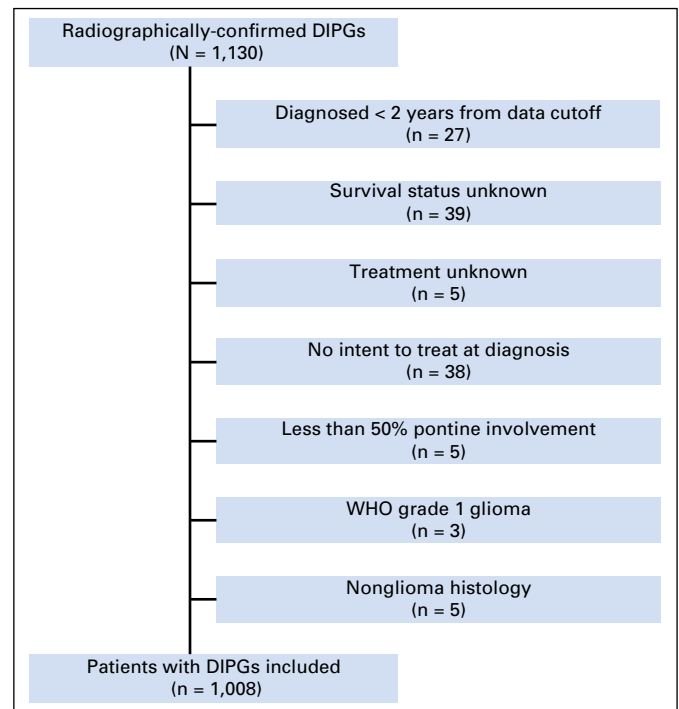 Radiographically-confirmed DIPGs
(N = 1,130)
Diagnosed < 2 years from data cutoff
(n = 27)
Survival status unknown
(n = 39)
Treatment unknown
(n = 5)
No intent to treat at diagnosis
(n = 38)
Less than 50% pontine involvement
(n = 5)
WHO grade 1 glioma
(n = 3)
Nonglioma histology
(n = 5)
Patients with DIPGs included
(n = 1,008)